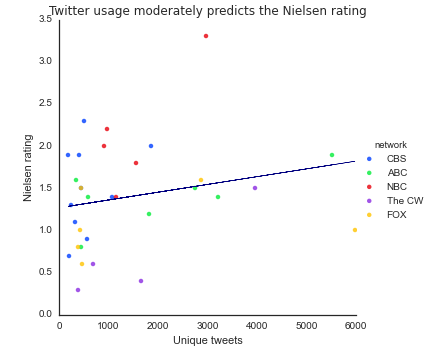 Twitter usage moderately predicts the Nielsen rating
3.5
3.0
2.5
2.0
1.5
1.0
0.5
0.0
Nielsen rating
0
1000
2000
3000
4000
5000
6000
Unique tweets
network
CBS
ABC
NBC
The CW
FOX